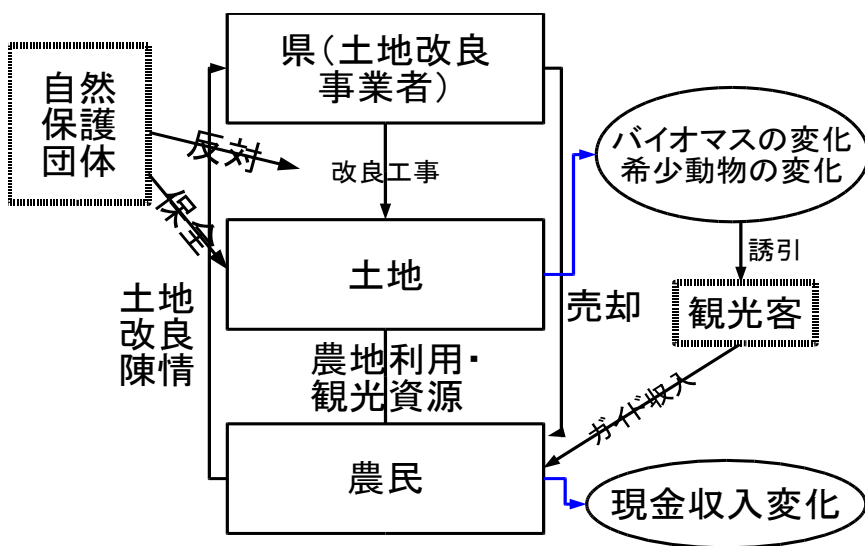 県（土地改良
事業者）
自然
保護
団体
反対
保全
改良工事
バイオマスの変化
希少動物の変化
誘引
土地
観光客
売却
土地
改良
陳情
農地利用・
観光資源
ガイド収入
農民
現金収入変化